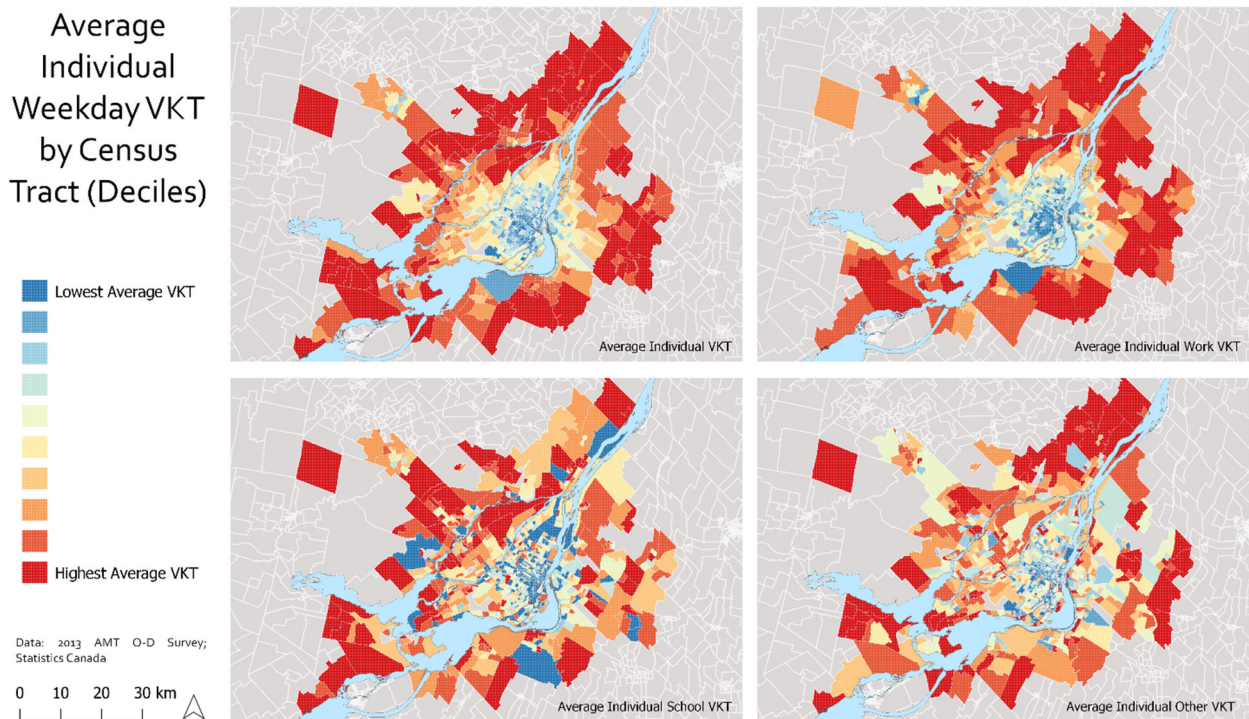 Average
Individual
Weekday VKT
by Census
Tract (Deciles)
Lowest Average VKT
Highest Average VKT
Data: 2013 AMT O-D Survey;
Statistics Canada
0 10 20 30 km
Average Individual VKT
Average Individual Work VKT
Average Individual School VKT
Average Individual Other VKT